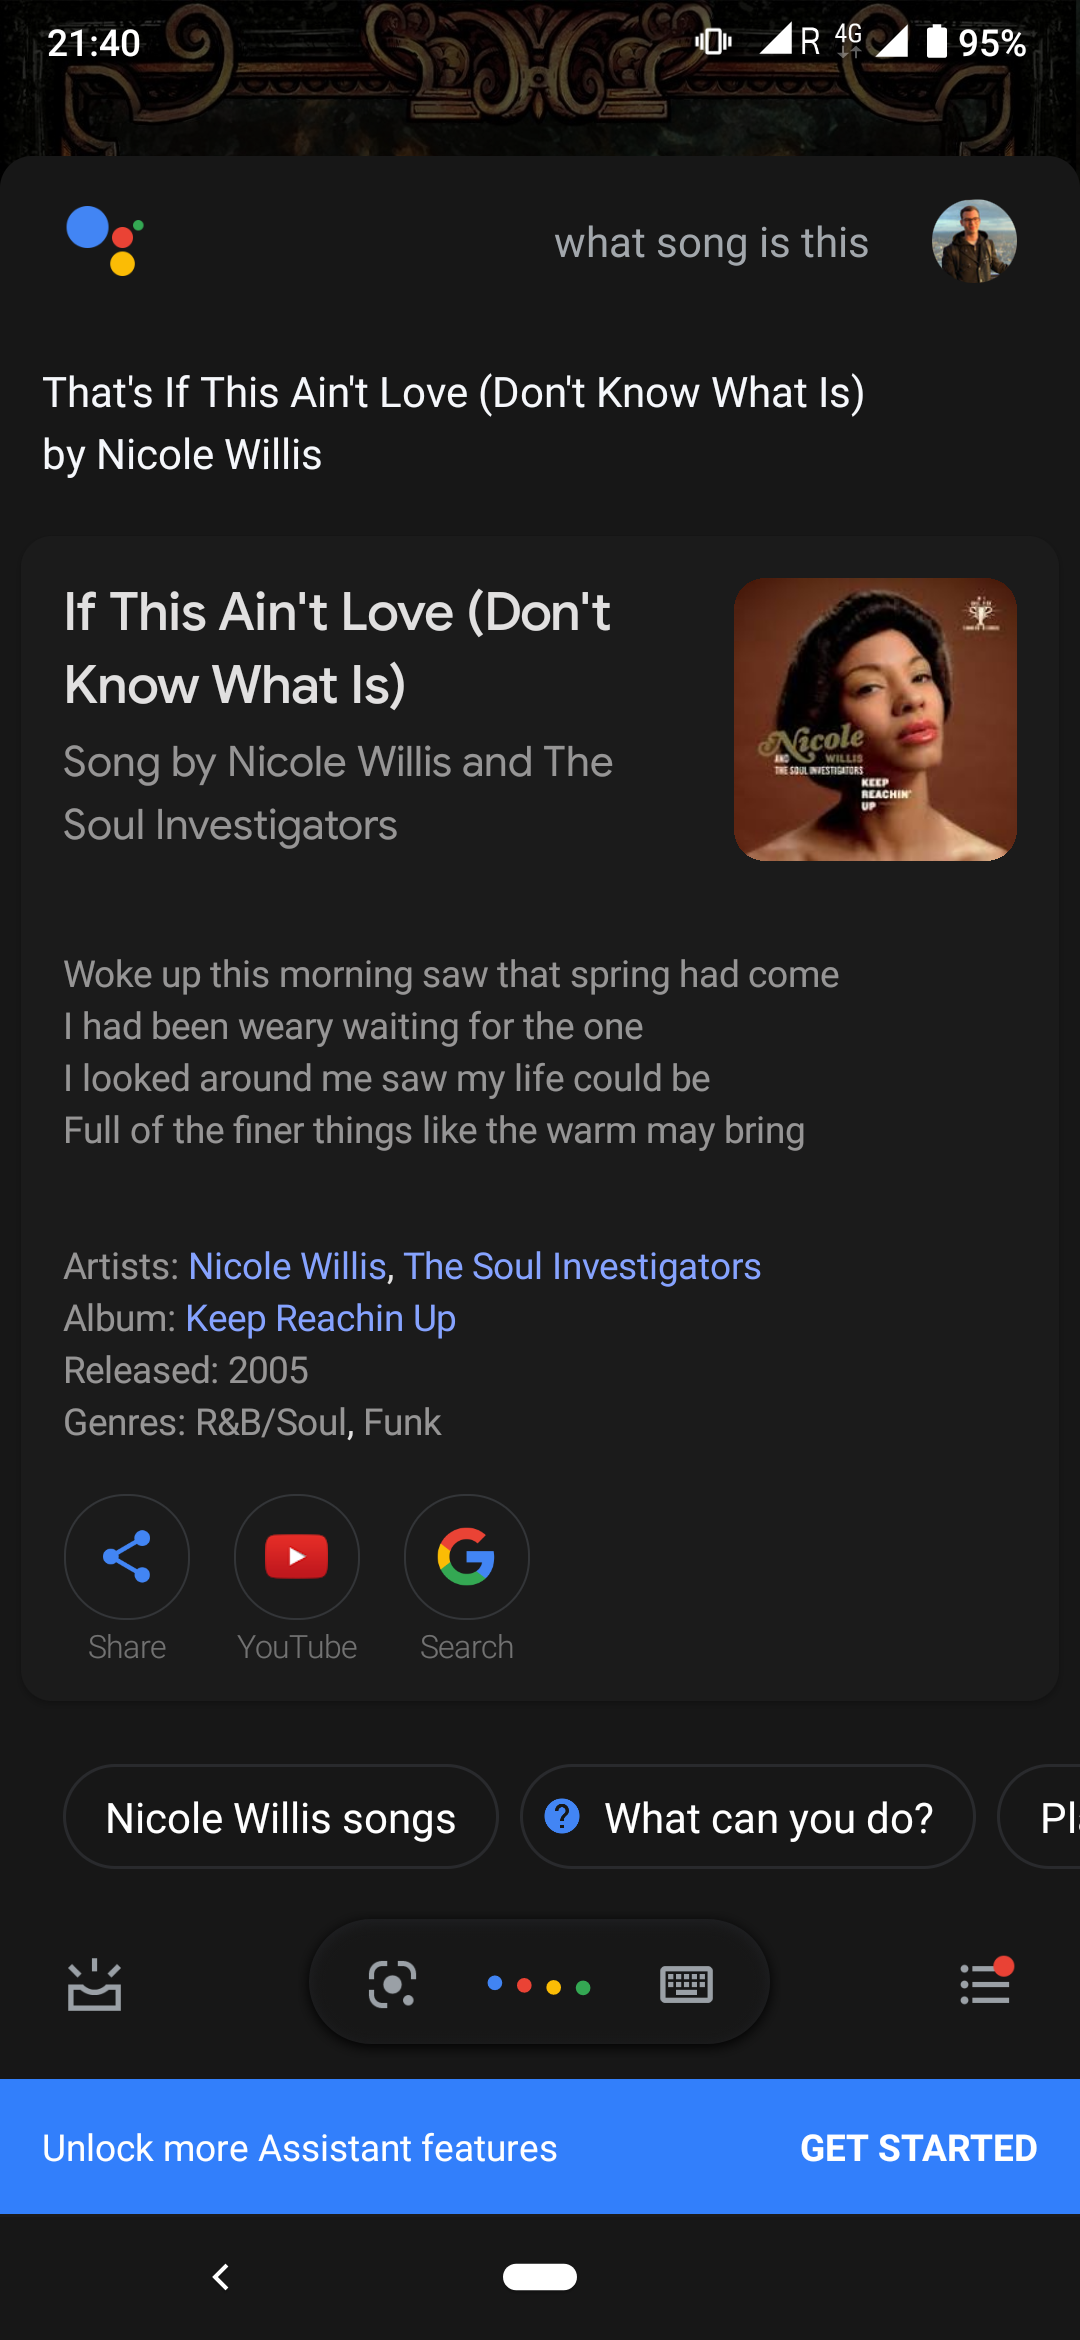 21:40
R 4G 95%
what song is this
That's If This Ain't Love (Don't Know What Is)
by Nicole Willis
If This Ain't Love (Don't
Know What Is)
Song by Nicole Willis and The
Soul Investigators
Nicole
AND WILLIS
THE SOUL INVESTIGATORS
KEEP
REACHIN'
UP
Woke up this morning saw that spring had come
I had been weary waiting for the one
I looked around me saw my life could be
Full of the finer things like the warm may bring
Artists: Nicole Willis, The Soul Investigators
Album: Keep Reachin Up
Released: 2005
Genres: R&B/Soul, Funk
Share YouTube Search
Nicole Willis songs What can you do? Pl
Unlock more Assistant features GET STARTED